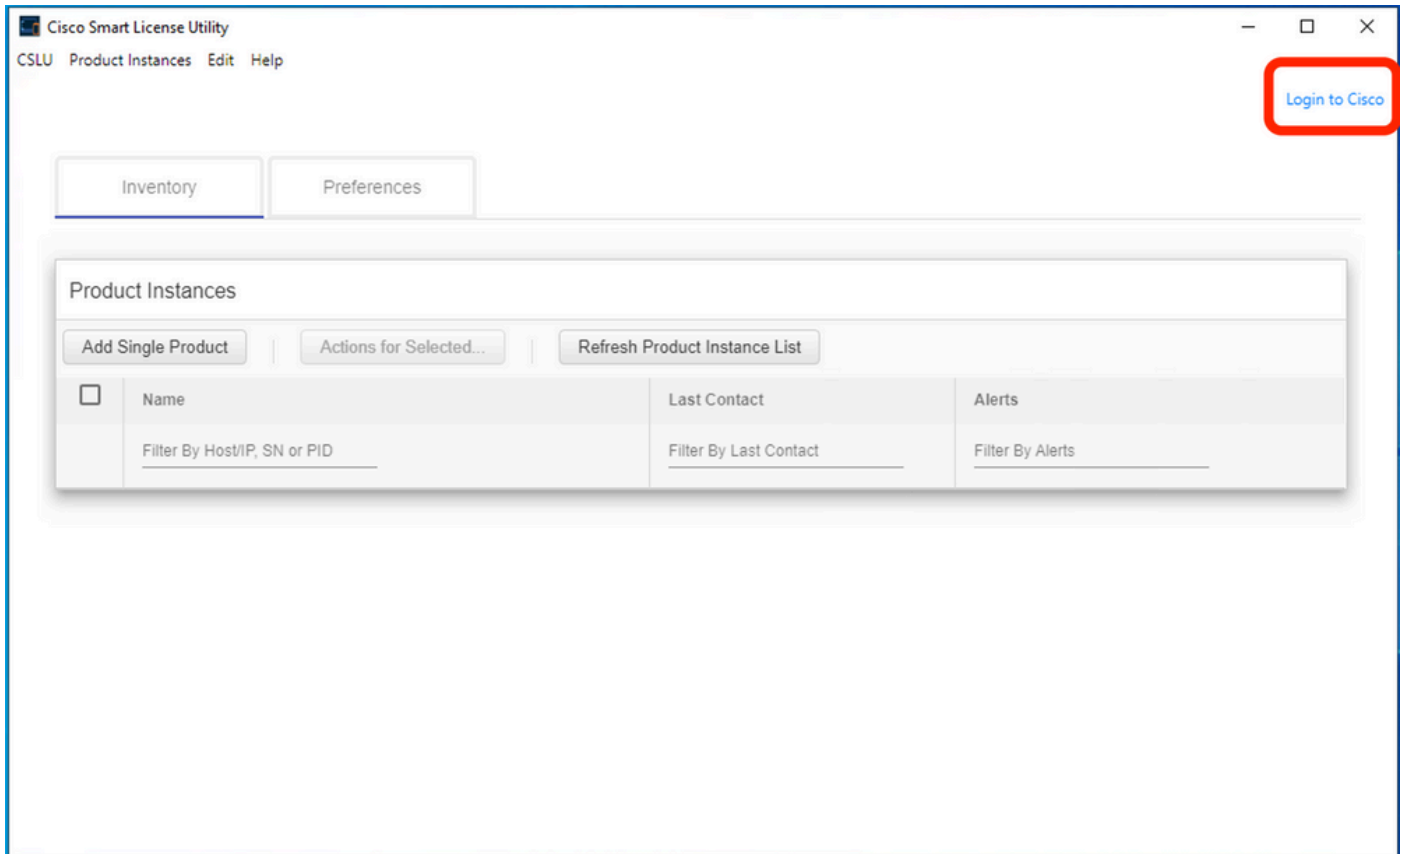 Cisco Smart License Utility
CSLU Product Instances Edit Help
Login to Cisco
Inventory Preferences
Product Instances
Add Single Product Actions for Selected... Refresh Product Instance List
Name Last Contact Alerts
Filter By Host/IP, SN or PID Filter By Last Contact Filter By Alerts